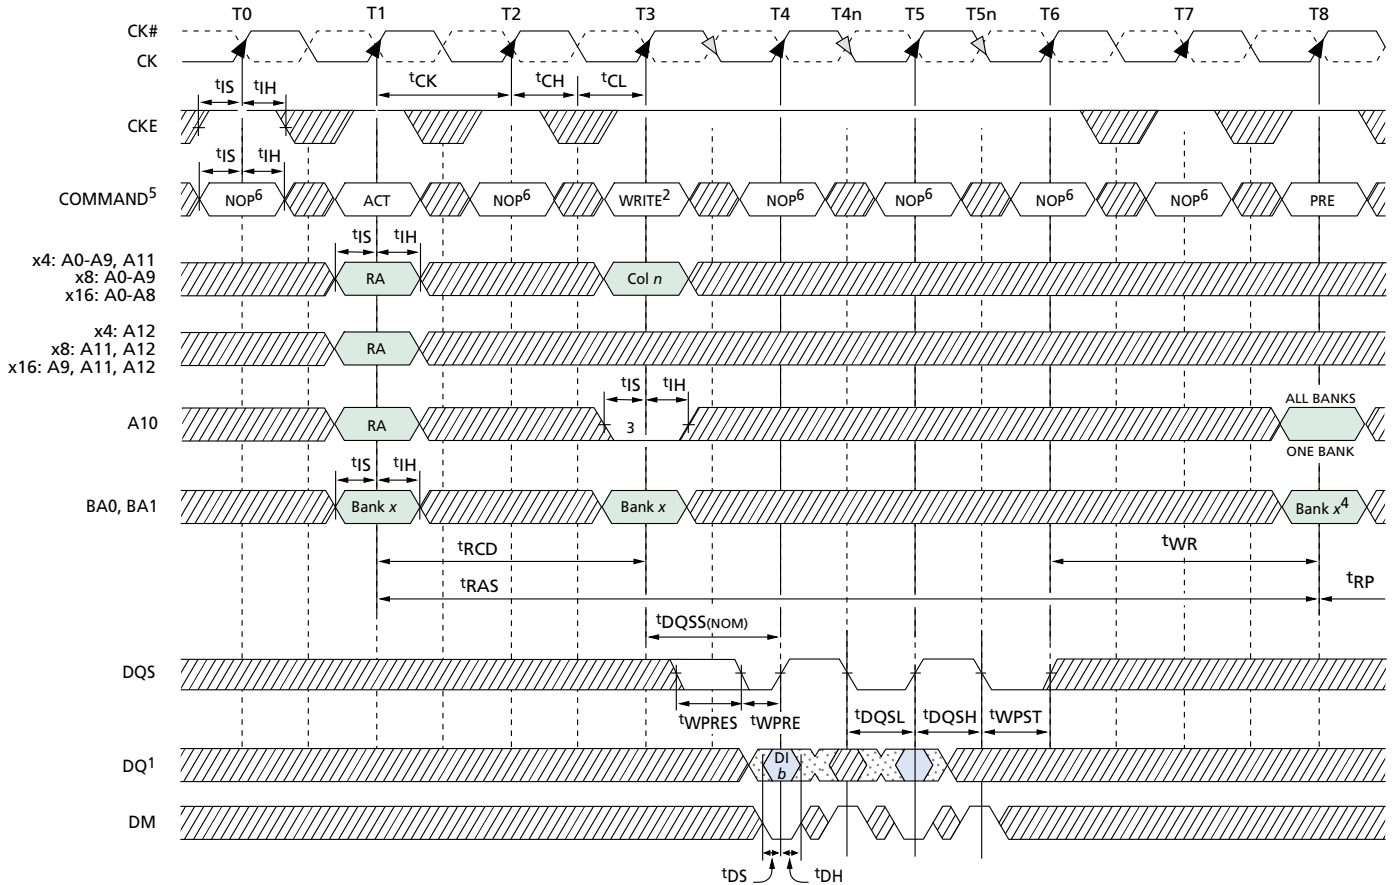 T0 T1 T2 T3 T4 T4n T5 T5n T6 T7 T8
CK#
CK
tIS tIH tCK tCH tCL
CKE
tIS tIH
COMMAND5 NOP6 ACT NOP6 WRITE2 NOP6 NOP6 NOP6 NOP6 PRE
tIS tIH
x4: A0-A9, A11
x8: A0-A9
x16: A0-A8
RA Col n
x4: A12
x8: A11, A12
x16: A9, A11, A12
RA
tIS tIH
ALL BANKS
A10 RA 3
ONE BANK
tIS tIH
BA0, BA1 Bank x Bank x Bank x4
tRCD tWR
tRAS tRP
tDQSS(NOM)
DQS
tWPRES tWPRE tDQSL tDQSH tWPST
DQ1 DI
b
DM
tDS tDH